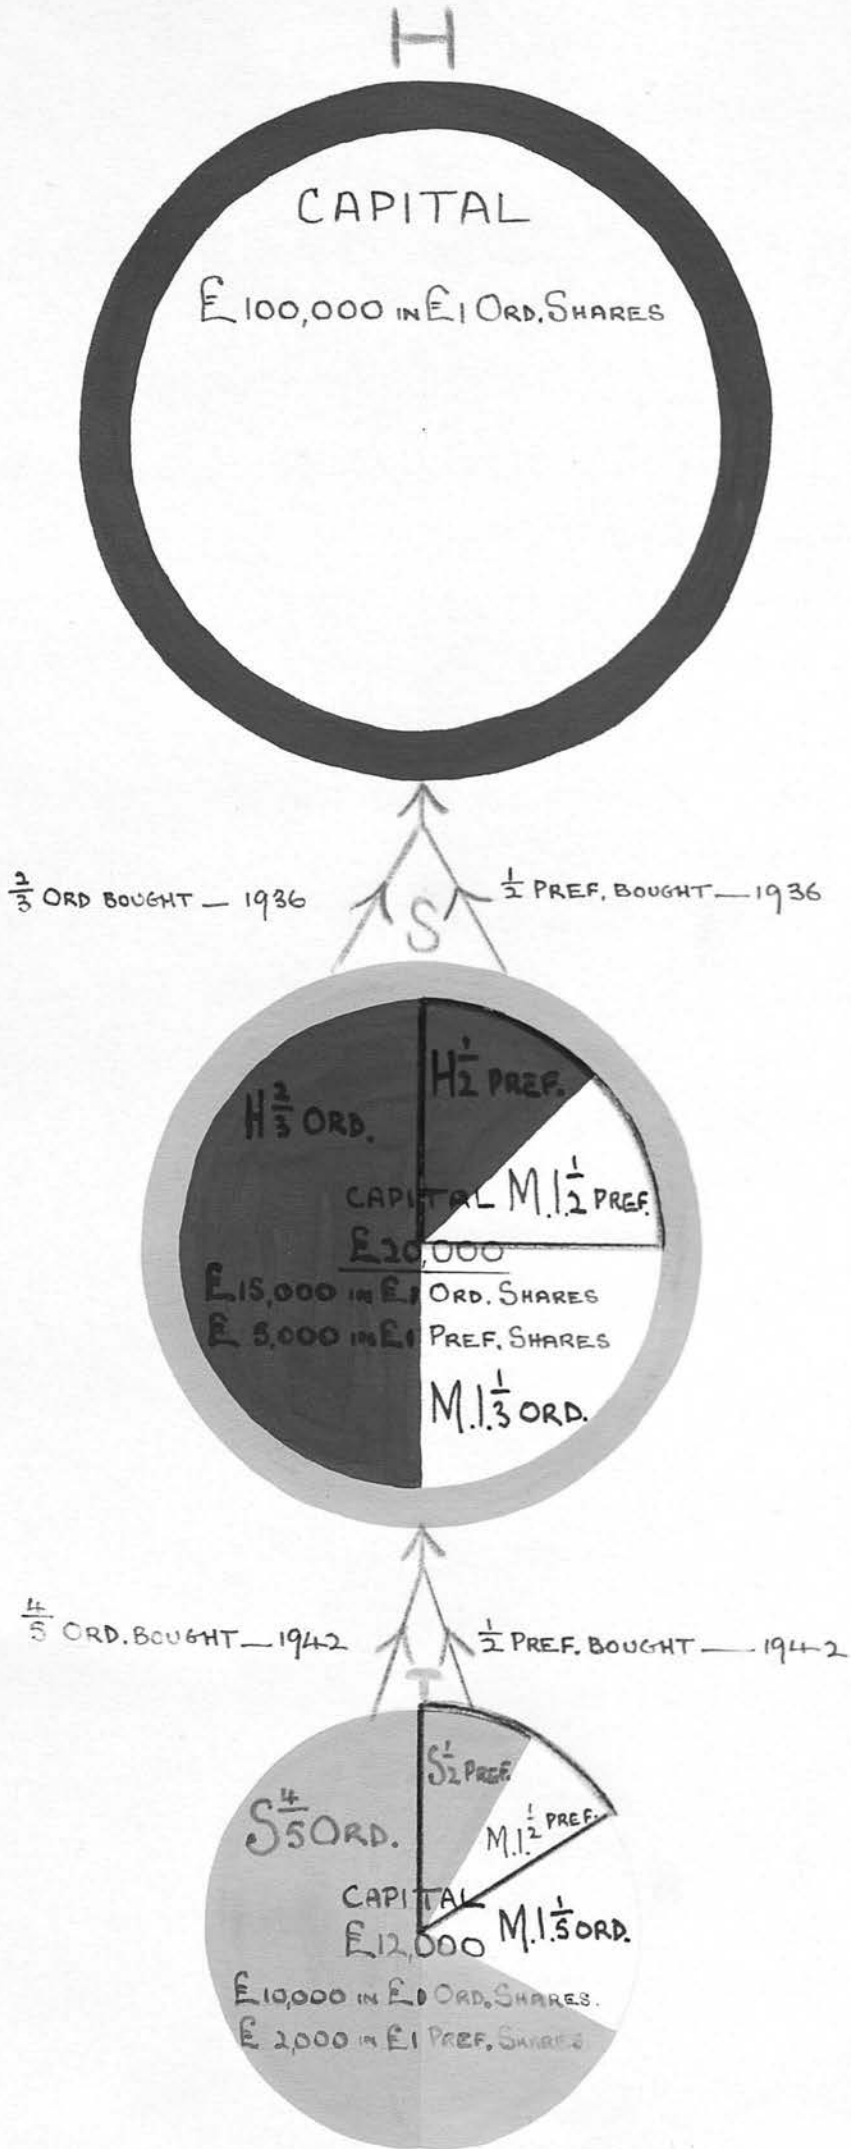 H
CAPITAL
£100,000 IN £1 ORD. SHARES
2/3 ORD BOUGHT — 1936
1/2 PREF. BOUGHT — 1936
S
H 2/3 ORD.
H 1/2 PREF.
M.I. 1/2 PREF.
CAPITAL
£20,000
£15,000 IN £1 ORD. SHARES
£ 5,000 IN £1 PREF. SHARES
M.I. 1/3 ORD.
4/5 ORD. BOUGHT — 1942
1/2 PREF. BOUGHT — 1942
T
S 4/5 ORD.
S 1/2 PREF.
M.I. 1/2 PREF.
M.I. 1/5 ORD.
CAPITAL
£12,000
£10,000 IN £1 ORD. SHARES.
£ 2,000 IN £1 PREF. SHARES